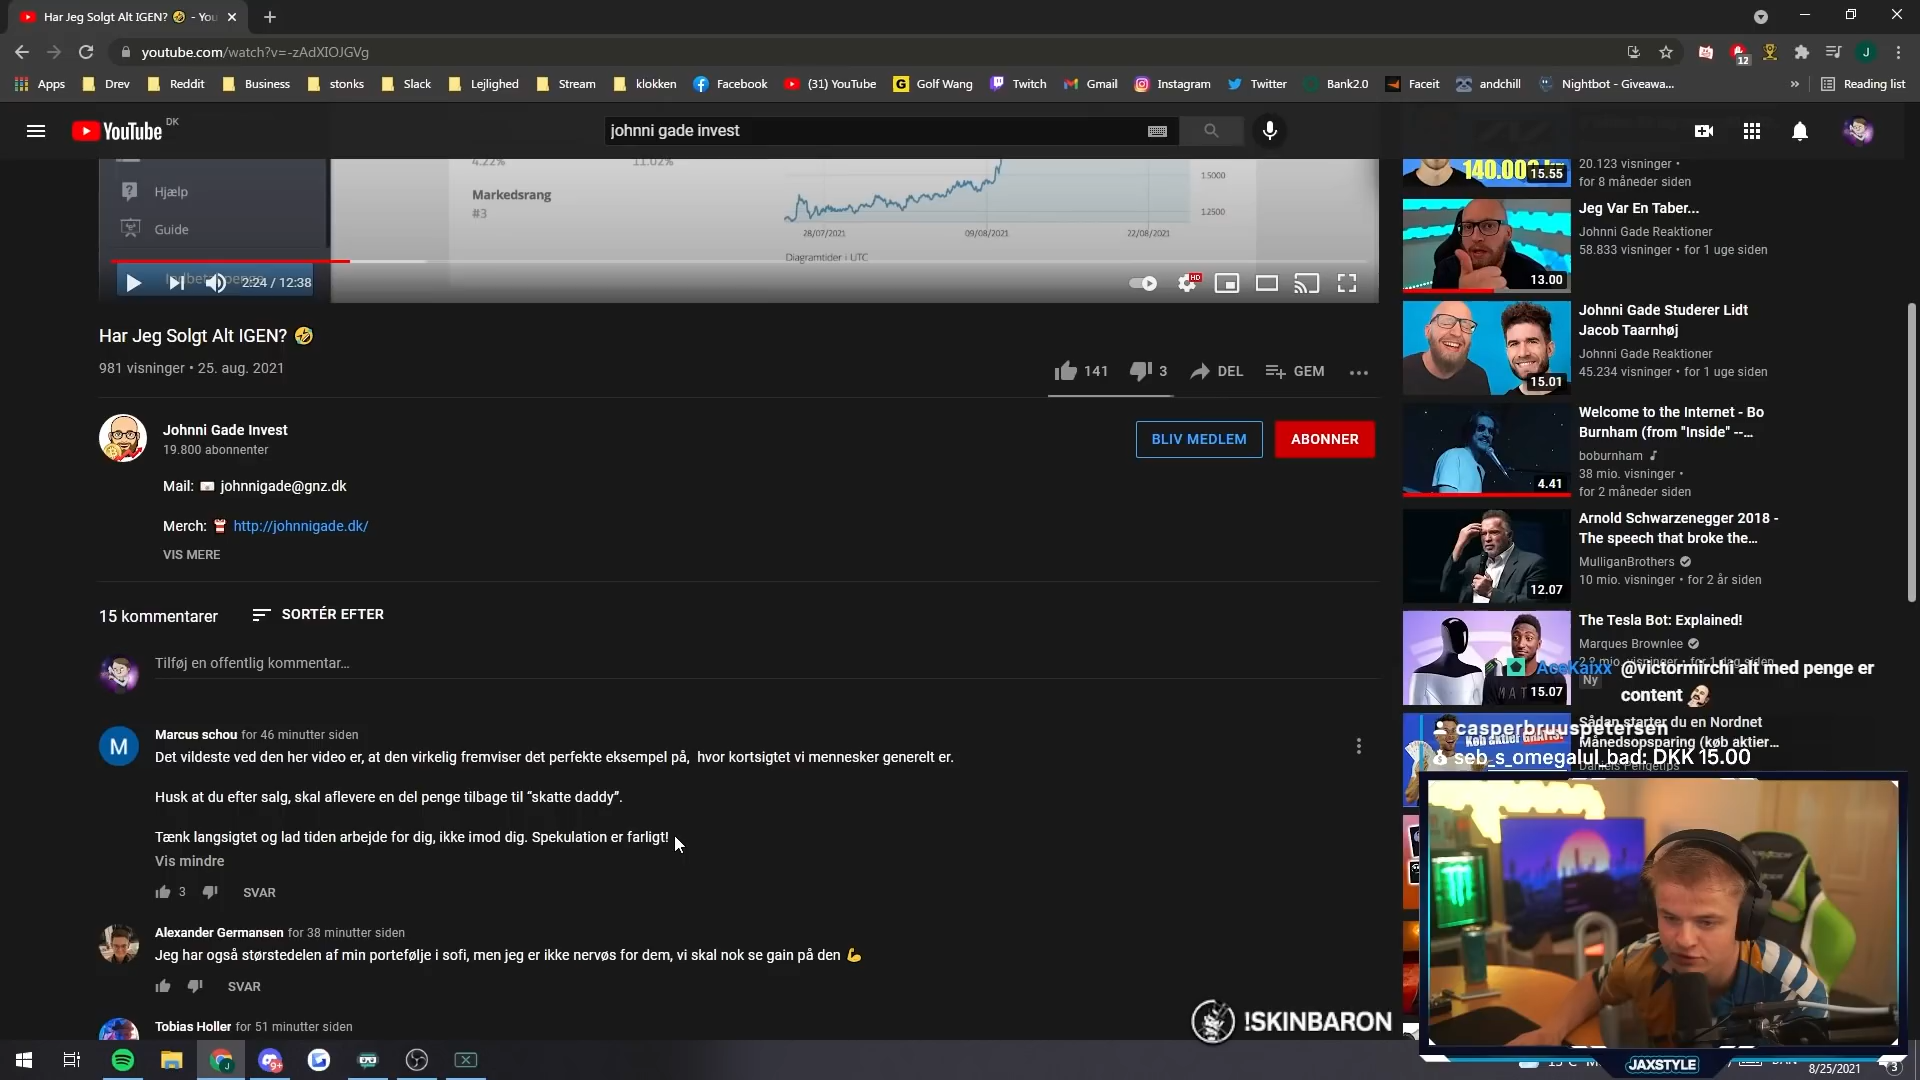 Har Jeg Solgt Alt IGEN? 🤣 - You
youtube.com/watch?v=-zAdXIOJGVg
12
J
Apps
Drev
Reddit
Business
stonks
Slack
Lejlighed
Stream
klokken
Facebook
(31) YouTube
Golf Wang
Twitch
Gmail
Instagram
Twitter
Bank2.0
Faceit
andchill
Nightbot - Giveawa...
Reading list
YouTube DK
johnni gade invest
Hjælp
Guide
4.22%
11.02%
Markedsrang
#3
1.5000
1.2500
28/07/2021
09/08/2021
22/08/2021
Diagramtider i UTC
2:24 / 12:38
HD
Har Jeg Solgt Alt IGEN? 🤣
981 visninger • 25. aug. 2021
141
3
DEL
GEM
Johnni Gade Invest
19.800 abonnenter
BLIV MEDLEM
ABONNER
Mail: 📧 johnnigade@gnz.dk
Merch: http://johnnigade.dk/
VIS MERE
15 kommentarer
SORTÉR EFTER
Tilføj en offentlig kommentar...
M
Marcus schou for 46 minutter siden
Det vildeste ved den her video er, at den virkelig fremviser det perfekte eksempel på, hvor kortsigtet vi mennesker generelt er.
Husk at du efter salg, skal aflevere en del penge tilbage til “skatte daddy”.
Tænk langsigtet og lad tiden arbejde for dig, ikke imod dig. Spekulation er farligt!
Vis mindre
3
SVAR
Alexander Germansen for 38 minutter siden
Jeg har også størstedelen af min portefølje i sofi, men jeg er ikke nervøs for dem, vi skal nok se gain på den 💪
SVAR
Tobias Holler for 51 minutter siden
140.000
15.55
20.123 visninger •
for 8 måneder siden
13.00
Jeg Var En Taber...
Johnni Gade Reaktioner
58.833 visninger • for 1 uge siden
15.01
Johnni Gade Studerer Lidt
Jacob Taarnhøj
Johnni Gade Reaktioner
45.234 visninger • for 1 uge siden
4.41
Welcome to the Internet - Bo
Burnham (from "Inside" --...
boburnham
38 mio. visninger •
for 2 måneder siden
12.07
Arnold Schwarzenegger 2018 -
The speech that broke the...
MulliganBrothers
10 mio. visninger • for 2 år siden
15.07
The Tesla Bot: Explained!
Marques Brownlee
Ny
AceKaixx @victormirchi alt med penge er
content
Sådan starter du en Nordnet
Månedsopsparing (køb aktier...
casperbruuspetersen
seb_s_omegalul_bad: DKK 15.00
!SKINBARON
JAXSTYLE
9+
8/25/2021
3